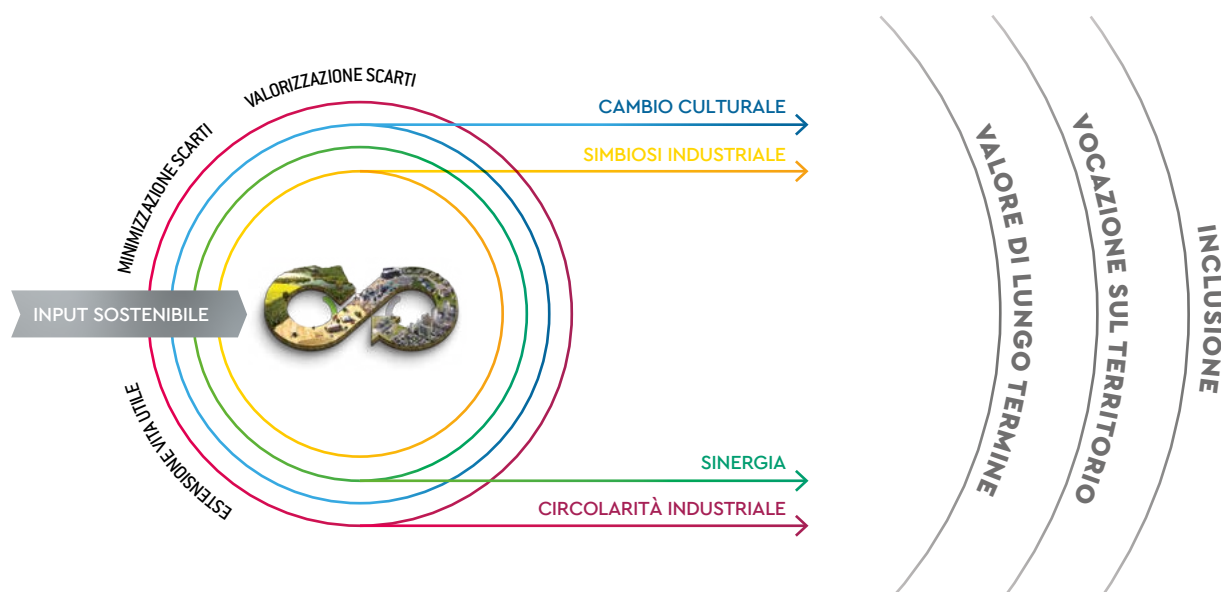 VALORIZZAZIONE SCARTI
MINIMIZZAZIONE SCARTI
INPUT SOSTENIBILE
ESTENSIONE VITA UTILE
CAMBIO CULTURALE
SIMBIOSI INDUSTRIALE
SINERGIA
CIRCOLARITÀ INDUSTRIALE
VALORE DI LUNGO TERMINE
VOCAZIONE SUL TERRITORIO
INCLUSIONE